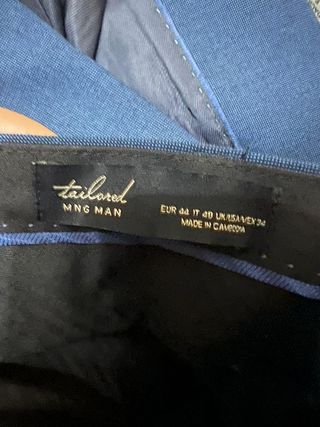 tailored
MNG MAN
EUR 44 IT 48 UK/USA/MEX 34
MADE IN CAMBODIA